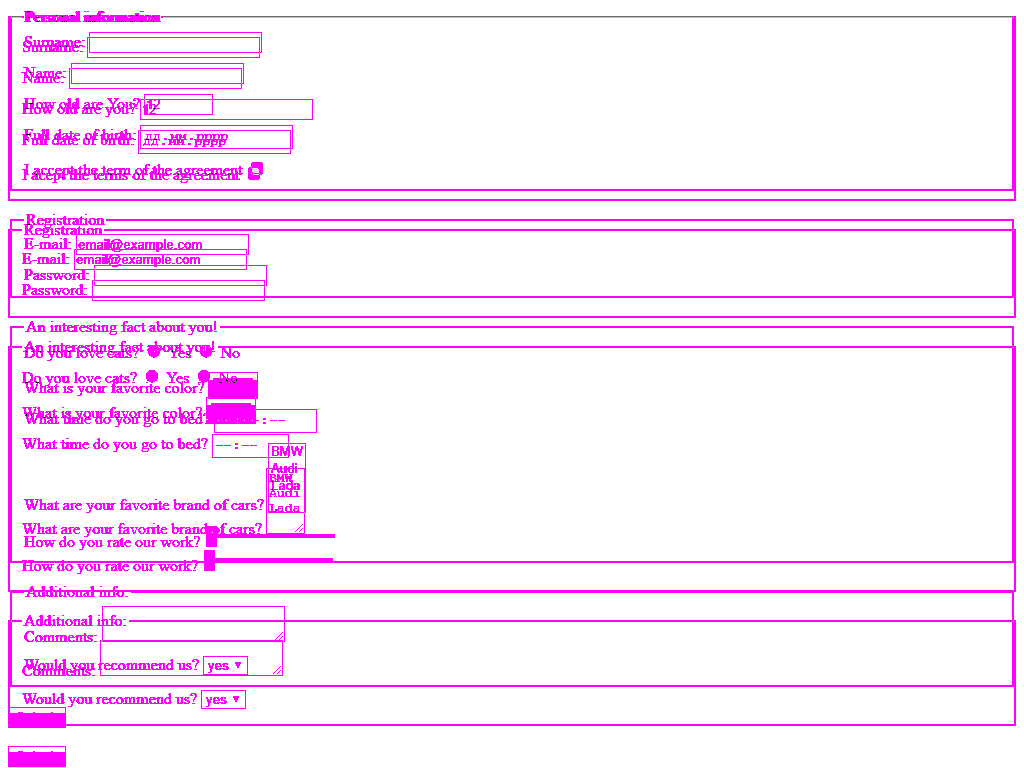 Personal information
Surname:
Surname:
Name:
Name:
How old are You? 12
How old are you? 12
Full date of birth: дд.мм.гггг
Full date of birth: дд.мм.гггг
I accept the term of the agreement
I acept the terms of the agreement
Registration
Registration
E-mail: email@example.com
E-mail: email@example.com
Password:
Password:
An interesting fact about you!
An interesting fact about you!
Do you love cats? Yes No
Do you love cats? Yes No
What is your favorite color?
What is your favorite color?
What time do you go to bed --:--
What time do you go to bed? --:--
BMW
Audi
BMW
Lada
Audi
What are your favorite brand of cars?
Lada
What are your favorite brand of cars?
How do you rate our work?
How do you rate our work?
Additional info:
Additional info:
Comments:
Would you recommend us? yes ▼
Comments:
Would you recommend us? yes ▼